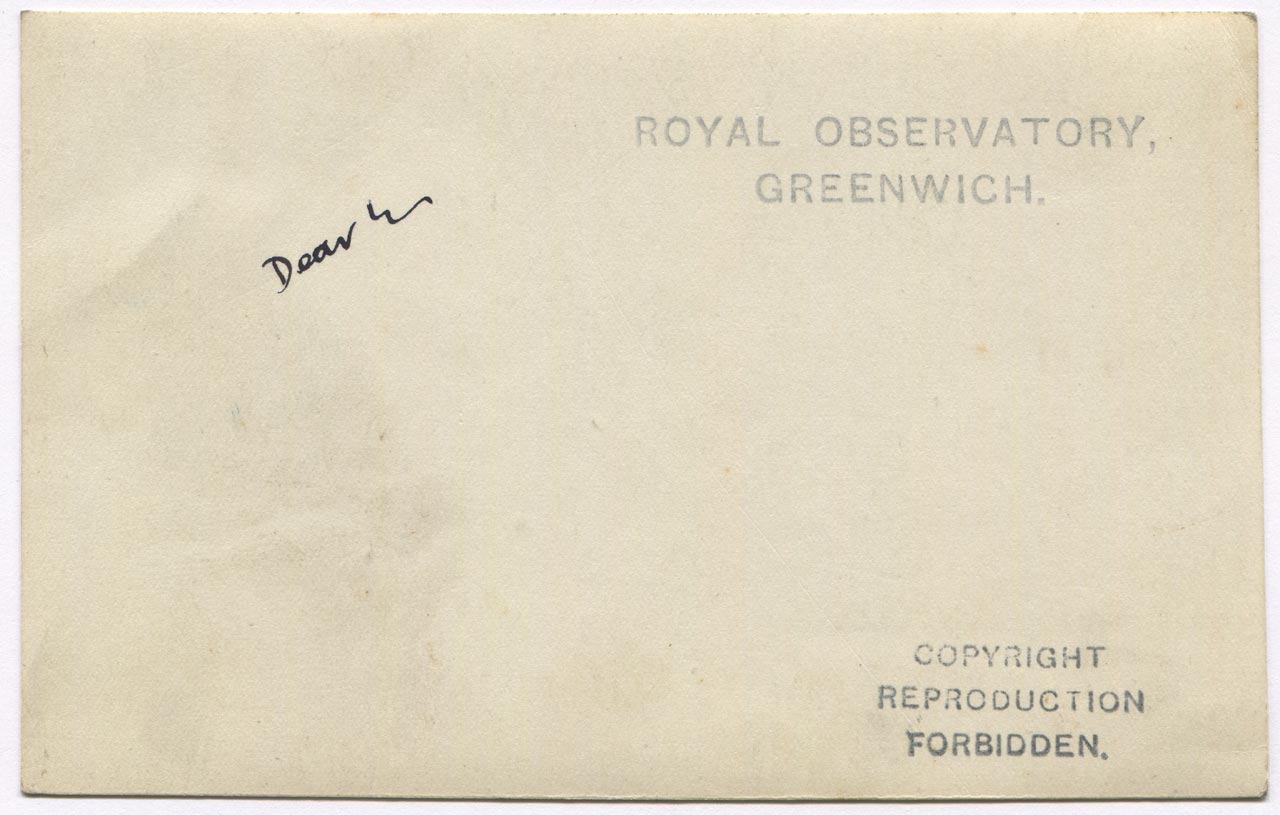 ROYAL OBSERVATORY,
GREENWICH.
Dear
COPYRIGHT
REPRODUCTION
FORBIDDEN.